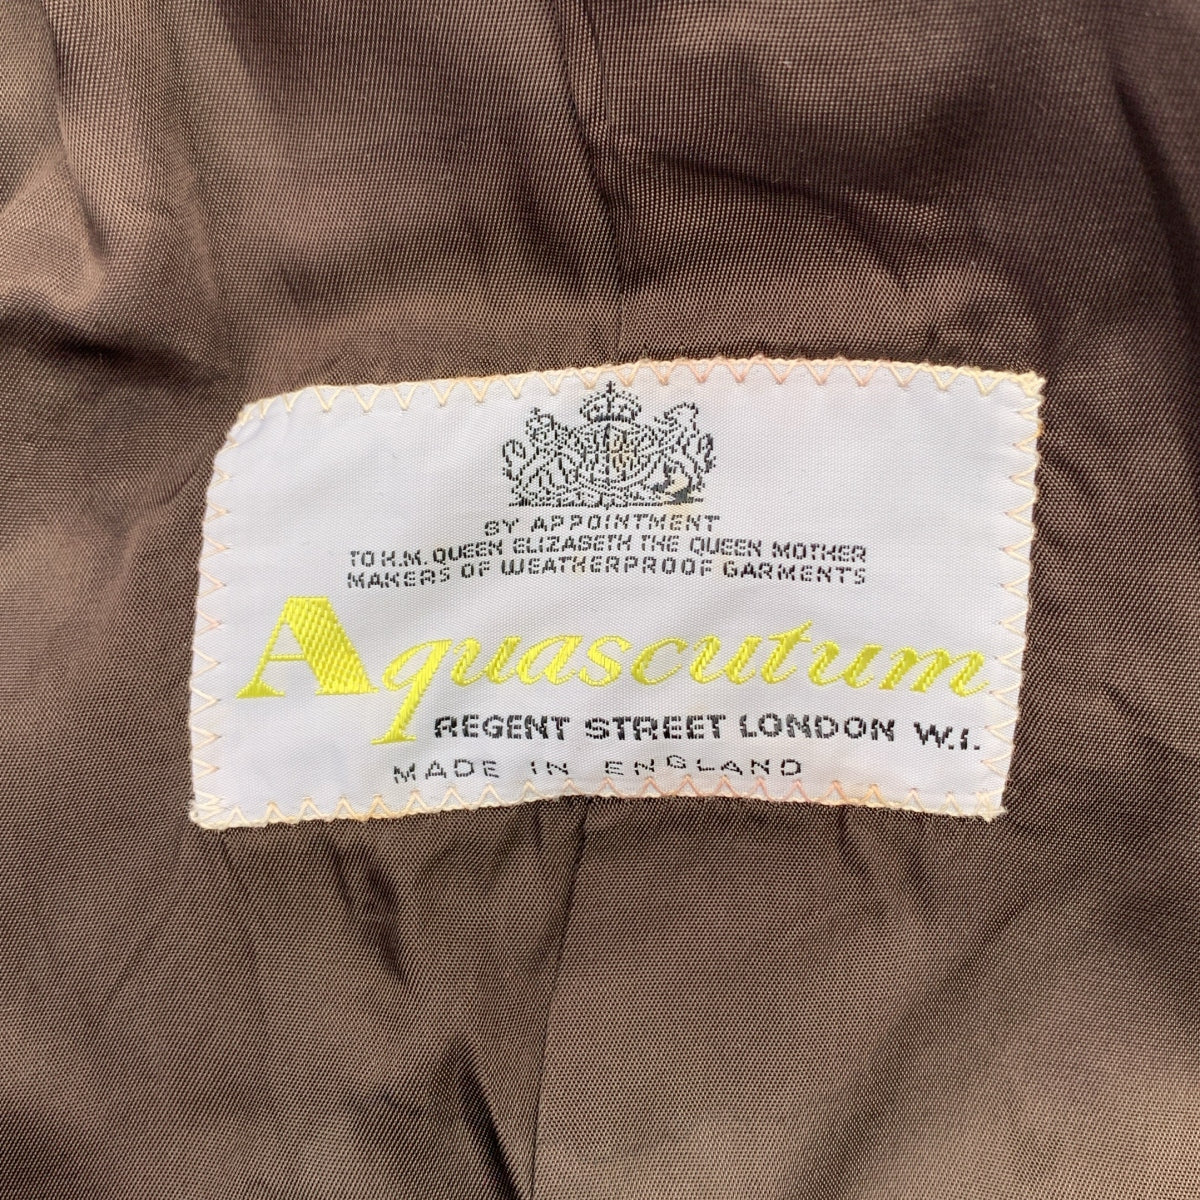 BY APPOINTMENT
TO H.M. QUEEN ELIZABETH THE QUEEN MOTHER
MAKERS OF WEATHERPROOF GARMENTS
Aquascutum
REGENT STREET LONDON W.1.
MADE IN ENGLAND